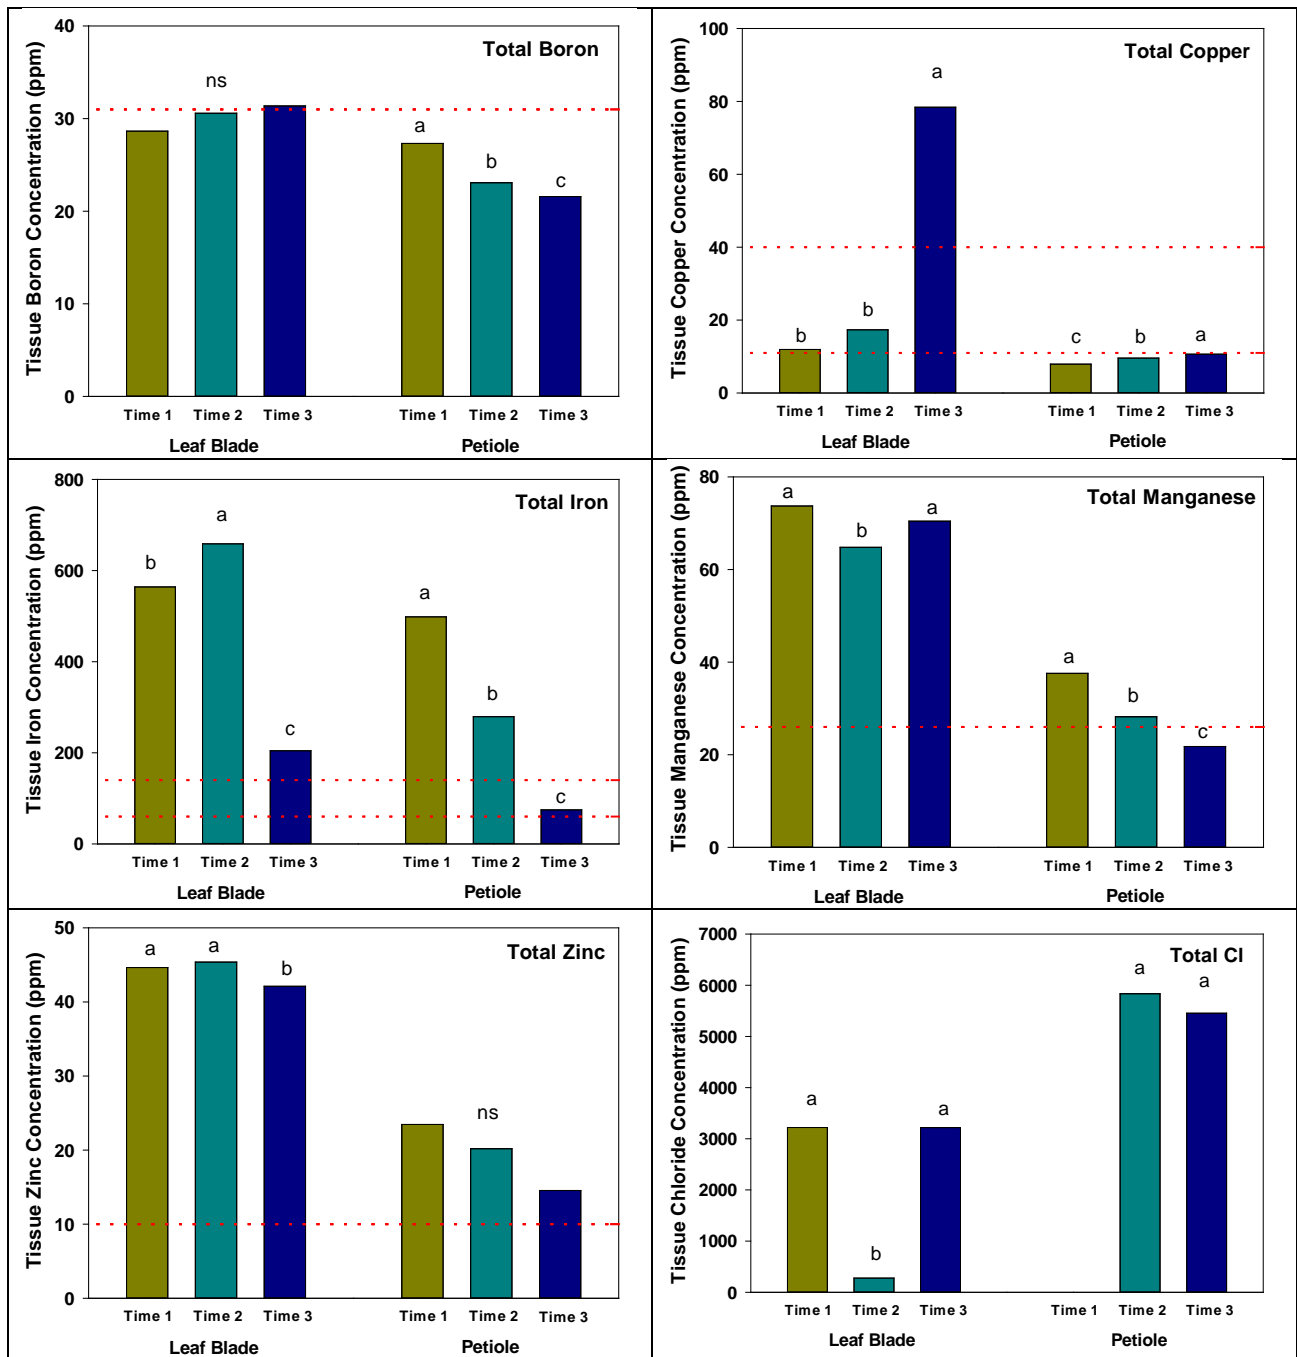 Total Boron
Tissue Boron Concentration (ppm)
40
30
20
10
0
ns
a
b
c
Time 1 Time 2 Time 3 Time 1 Time 2 Time 3
Leaf Blade Petiole
Total Copper
Tissue Copper Concentration (ppm)
100
80
60
40
20
0
b
b
a
c
b
a
Time 1 Time 2 Time 3 Time 1 Time 2 Time 3
Leaf Blade Petiole
Total Iron
Tissue Iron Concentration (ppm)
800
600
400
200
0
b
a
c
a
b
c
Time 1 Time 2 Time 3 Time 1 Time 2 Time 3
Leaf Blade Petiole
Total Manganese
Tissue Manganese Concentration (ppm)
80
60
40
20
0
a
b
a
a
b
c
Time 1 Time 2 Time 3 Time 1 Time 2 Time 3
Leaf Blade Petiole
Total Zinc
Tissue Zinc Concentration (ppm)
50
40
30
20
10
0
a
a
b
ns
Time 1 Time 2 Time 3 Time 1 Time 2 Time 3
Leaf Blade Petiole
Total Cl
Tissue Chloride Concentration (ppm)
7000
6000
5000
4000
3000
2000
1000
0
a
b
a
a
a
Time 1 Time 2 Time 3 Time 1 Time 2 Time 3
Leaf Blade Petiole